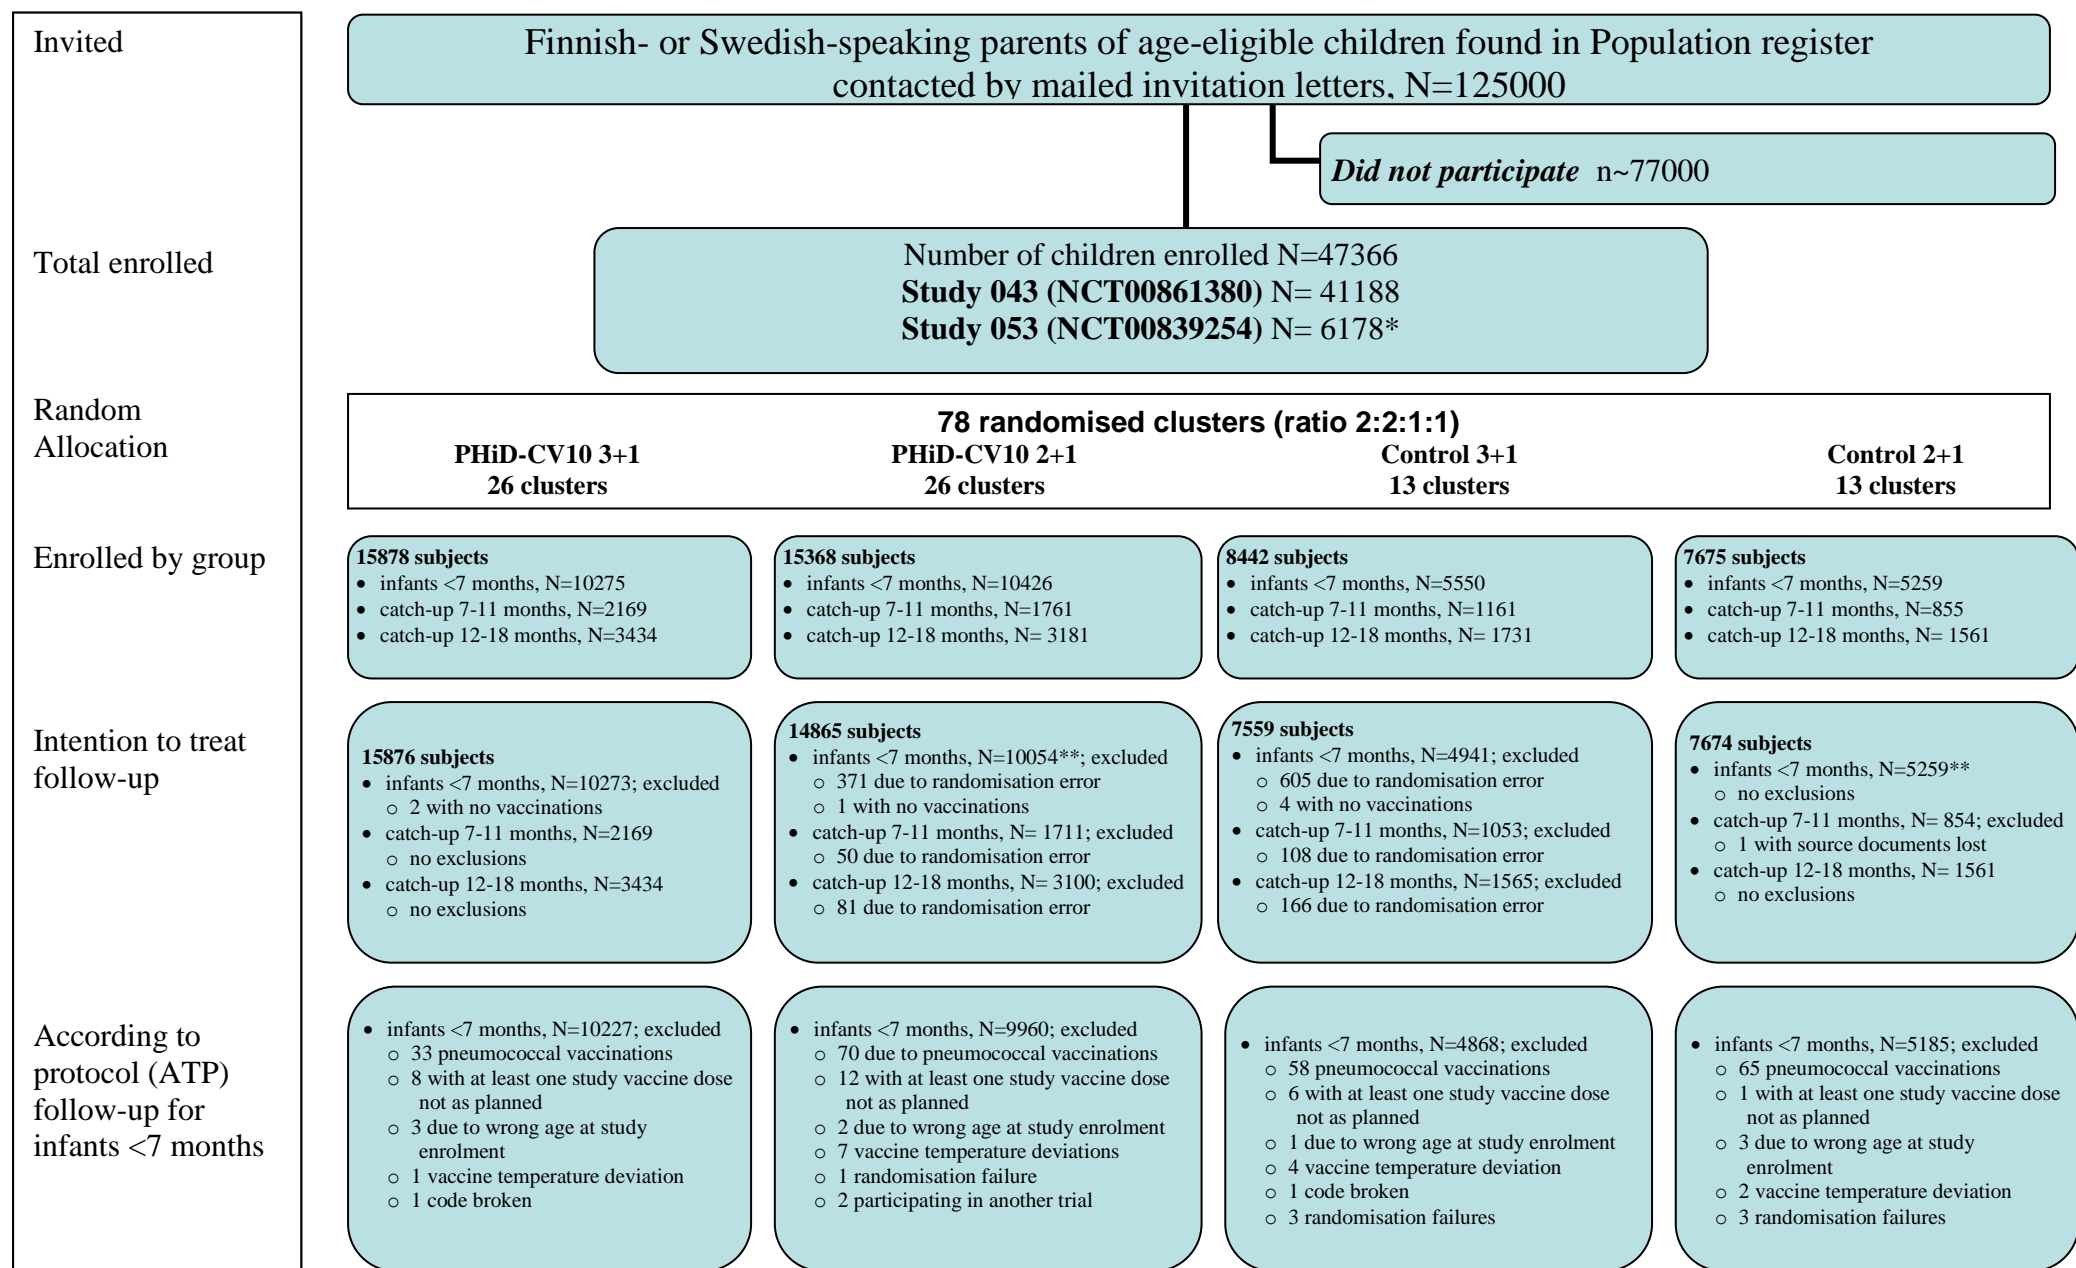 Invited
Finnish- or Swedish-speaking parents of age-eligible children found in Population register
contacted by mailed invitation letters, N=125000
Did not participate n~77000
Total enrolled
Number of children enrolled N=47366
Study 043 (NCT00861380) N= 41188
Study 053 (NCT00839254) N= 6178*
Random
Allocation
78 randomised clusters (ratio 2:2:1:1)
PHiD-CV10 3+1
26 clusters
PHiD-CV10 2+1
26 clusters
Control 3+1
13 clusters
Control 2+1
13 clusters
Enrolled by group
15878 subjects
• infants <7 months, N=10275
• catch-up 7-11 months, N=2169
• catch-up 12-18 months, N=3434
15368 subjects
• infants <7 months, N=10426
• catch-up 7-11 months, N=1761
• catch-up 12-18 months, N= 3181
8442 subjects
• infants <7 months, N=5550
• catch-up 7-11 months, N=1161
• catch-up 12-18 months, N= 1731
7675 subjects
• infants <7 months, N=5259
• catch-up 7-11 months, N=855
• catch-up 12-18 months, N= 1561
Intention to treat
follow-up
15876 subjects
• infants <7 months, N=10273; excluded
o 2 with no vaccinations
• catch-up 7-11 months, N=2169
o no exclusions
• catch-up 12-18 months, N=3434
o no exclusions
14865 subjects
• infants <7 months, N=10054**; excluded
o 371 due to randomisation error
o 1 with no vaccinations
• catch-up 7-11 months, N= 1711; excluded
o 50 due to randomisation error
• catch-up 12-18 months, N= 3100; excluded
o 81 due to randomisation error
7559 subjects
• infants <7 months, N=4941; excluded
o 605 due to randomisation error
o 4 with no vaccinations
• catch-up 7-11 months, N=1053; excluded
o 108 due to randomisation error
• catch-up 12-18 months, N=1565; excluded
o 166 due to randomisation error
7674 subjects
• infants <7 months, N=5259**
o no exclusions
• catch-up 7-11 months, N= 854; excluded
o 1 with source documents lost
• catch-up 12-18 months, N= 1561
o no exclusions
According to
protocol (ATP)
follow-up for
infants <7 months
• infants <7 months, N=10227; excluded
o 33 pneumococcal vaccinations
o 8 with at least one study vaccine dose
not as planned
o 3 due to wrong age at study
enrolment
o 1 vaccine temperature deviation
o 1 code broken
• infants <7 months, N=9960; excluded
o 70 due to pneumococcal vaccinations
o 12 with at least one study vaccine dose
not as planned
o 2 due to wrong age at study enrolment
o 7 vaccine temperature deviations
o 1 randomisation failure
o 2 participating in another trial
• infants <7 months, N=4868; excluded
o 58 pneumococcal vaccinations
o 6 with at least one study vaccine dose
not as planned
o 1 due to wrong age at study enrolment
o 4 vaccine temperature deviation
o 1 code broken
o 3 randomisation failures
• infants <7 months, N=5185; excluded
o 65 pneumococcal vaccinations
o 1 with at least one study vaccine dose
not as planned
o 3 due to wrong age at study
enrolment
o 2 vaccine temperature deviation
o 3 randomisation failures